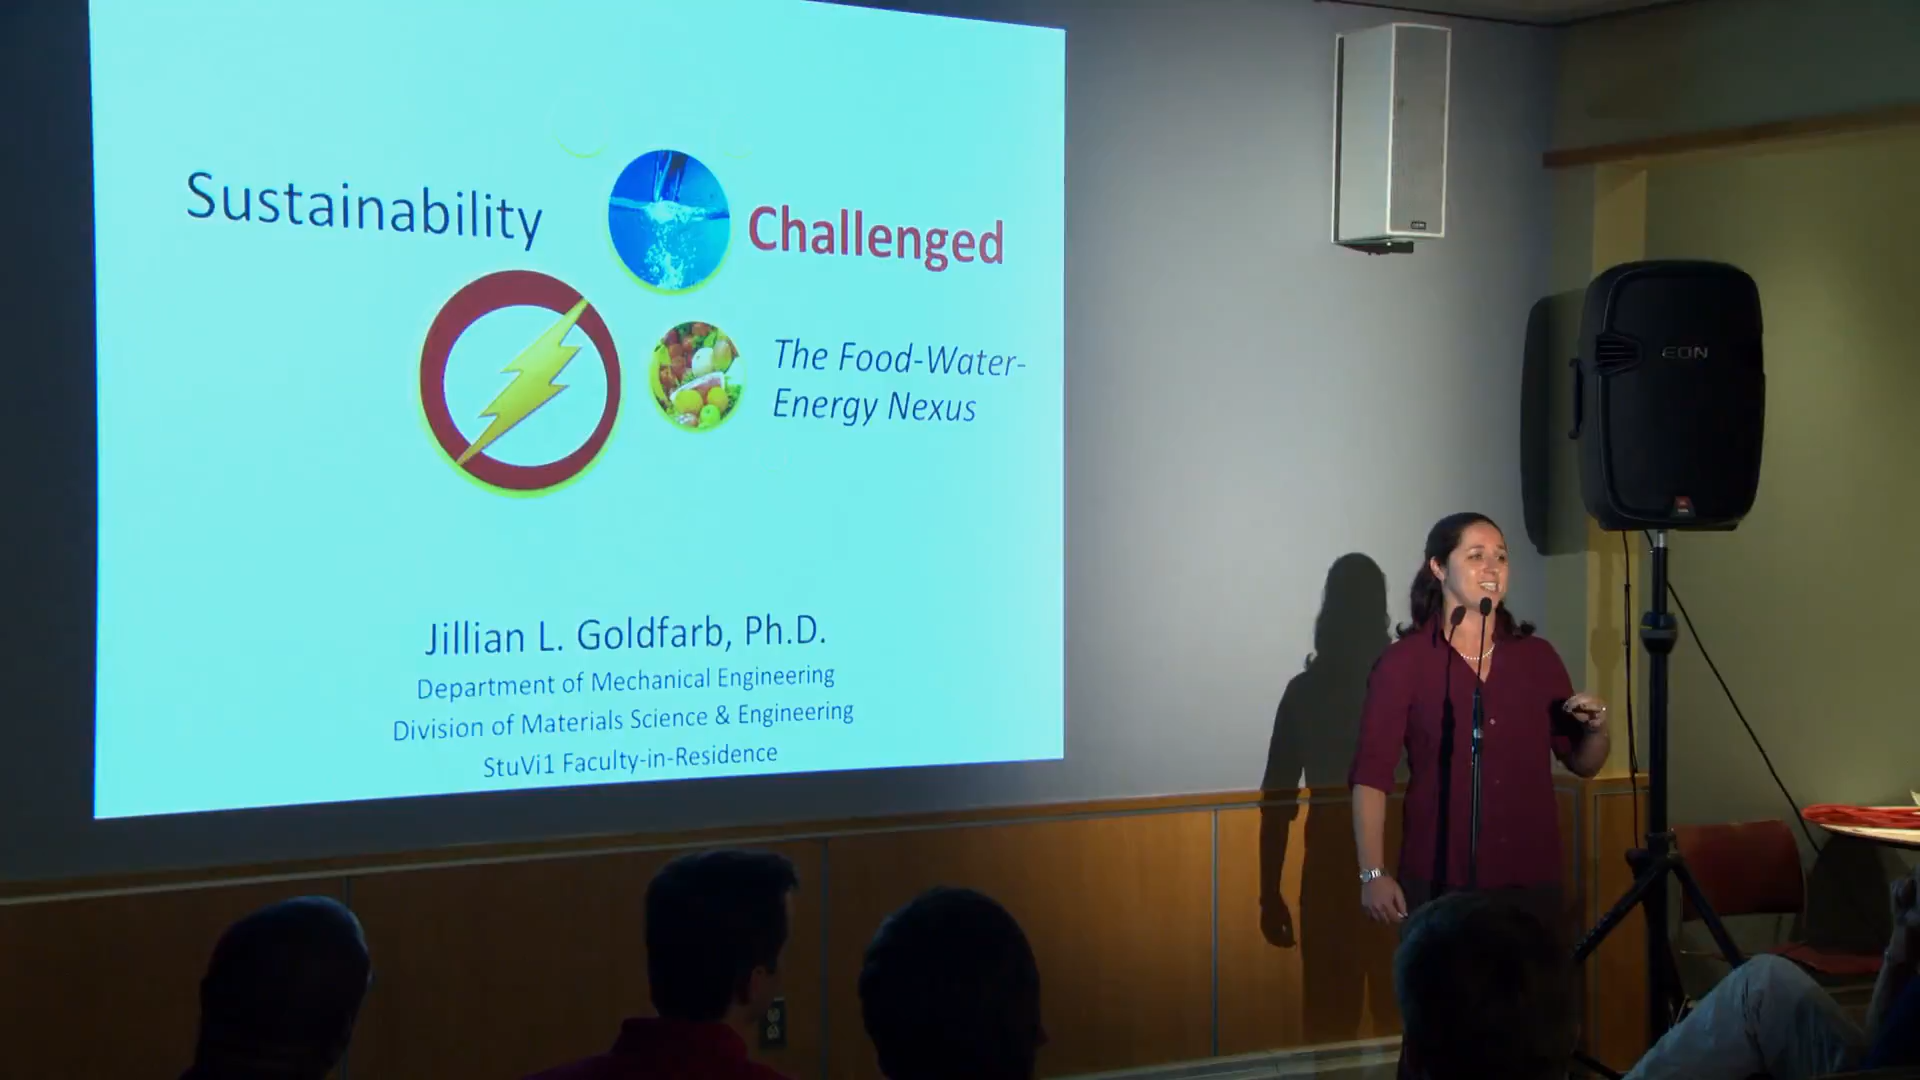 Sustainability
Challenged
The Food-Water-
Energy Nexus
Jillian L. Goldfarb, Ph.D.
Department of Mechanical Engineering
Division of Materials Science & Engineering
StuVi1 Faculty-in-Residence
EON